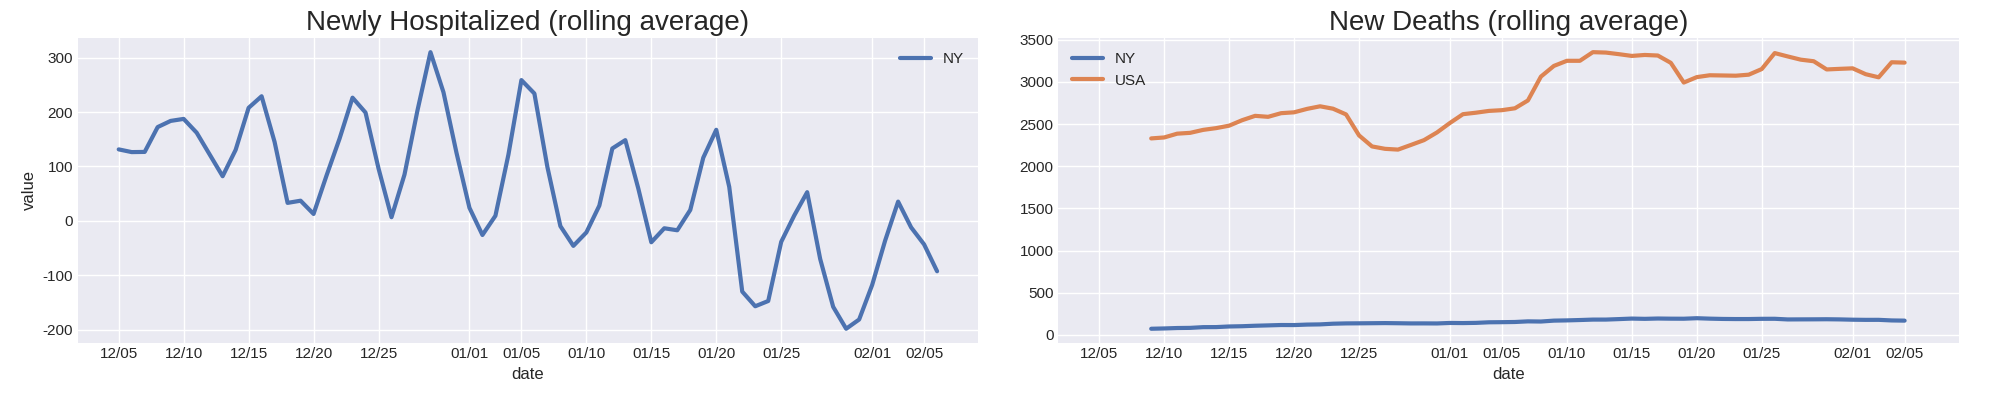 Newly Hospitalized (rolling average)
NY
300
200
100
0
-100
-200
value
12/05 12/10 12/15 12/20 12/25 01/01 01/05 01/10 01/15 01/20 01/25 02/01 02/05
date
New Deaths (rolling average)
NY
USA
3500
3000
2500
2000
1500
1000
500
0
12/05 12/10 12/15 12/20 12/25 01/01 01/05 01/10 01/15 01/20 01/25 02/01 02/05
date